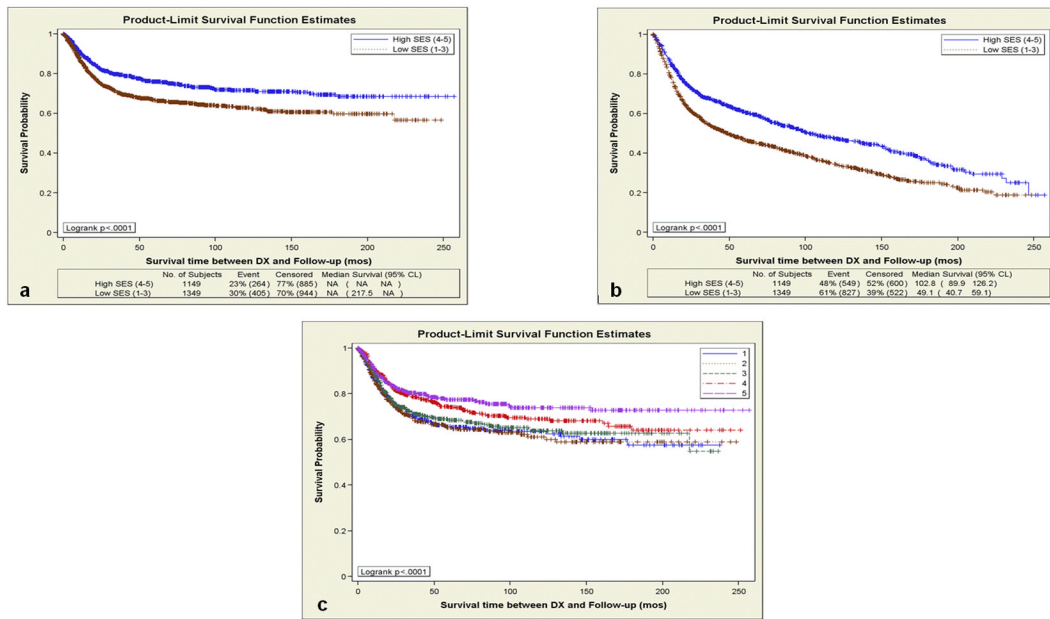 Product-Limit Survival Function Estimates
High SES (4-5)
Low SES (1-3)
Survival Probability
1
0.8
0.6
0.4
0.2
0
Logrank p<.0001
0 50 100 150 200 250
Survival time between DX and Follow-up (mos)
No. of Subjects Event Censored Median Survival (95% CL)
High SES (4-5) 1149 23% (264) 77% (885) NA ( NA NA )
Low SES (1-3) 1349 30% (405) 70% (944) NA ( 217.5 NA )
a
Product-Limit Survival Function Estimates
High SES (4-5)
Low SES (1-3)
Survival Probability
1
0.8
0.6
0.4
0.2
0
Logrank p<.0001
0 50 100 150 200 250
Survival time between DX and Follow-up (mos)
No. of Subjects Event Censored Median Survival (95% CL)
High SES (4-5) 1149 48% (549) 52% (600) 102.8 ( 89.9 126.2)
Low SES (1-3) 1349 61% (827) 39% (522) 49.1 ( 40.7 59.1)
b
Product-Limit Survival Function Estimates
1
2
3
4
5
Survival Probability
1
0.8
0.6
0.4
0.2
0
Logrank p<.0001
0 50 100 150 200 250
Survival time between DX and Follow-up (mos)
c